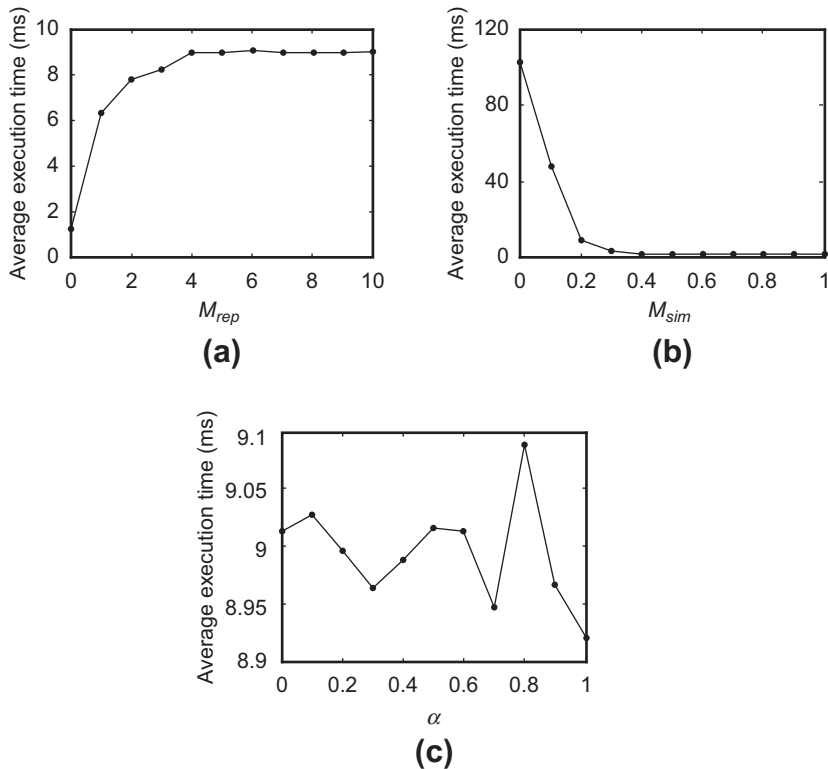 Average execution time (ms)
10
8
6
4
2
0
0 2 4 6 8 10
M_rep
(a)
Average execution time (ms)
120
80
40
0
0 0.2 0.4 0.6 0.8 1
M_sim
(b)
Average execution time (ms)
9.1
9.05
9
8.95
8.9
0 0.2 0.4 0.6 0.8 1
α
(c)